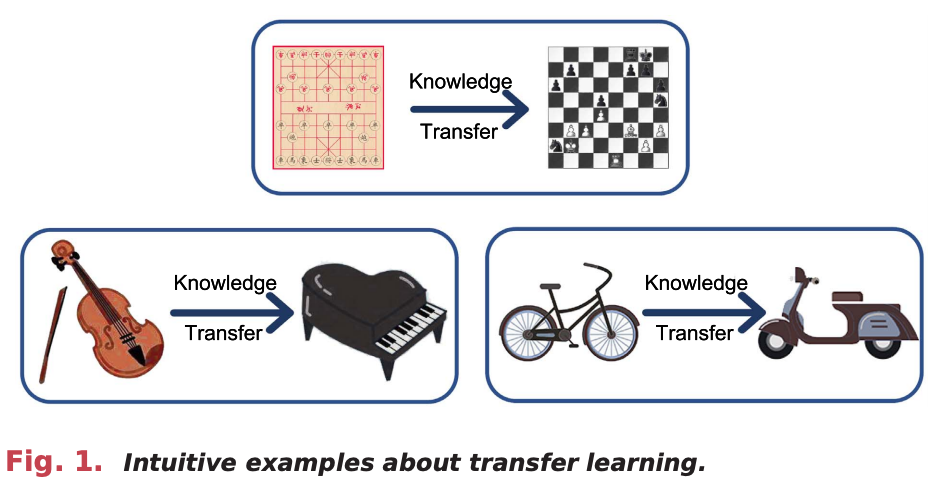 Knowledge
Transfer
Knowledge
Transfer
Knowledge
Transfer
Fig. 1. Intuitive examples about transfer learning.